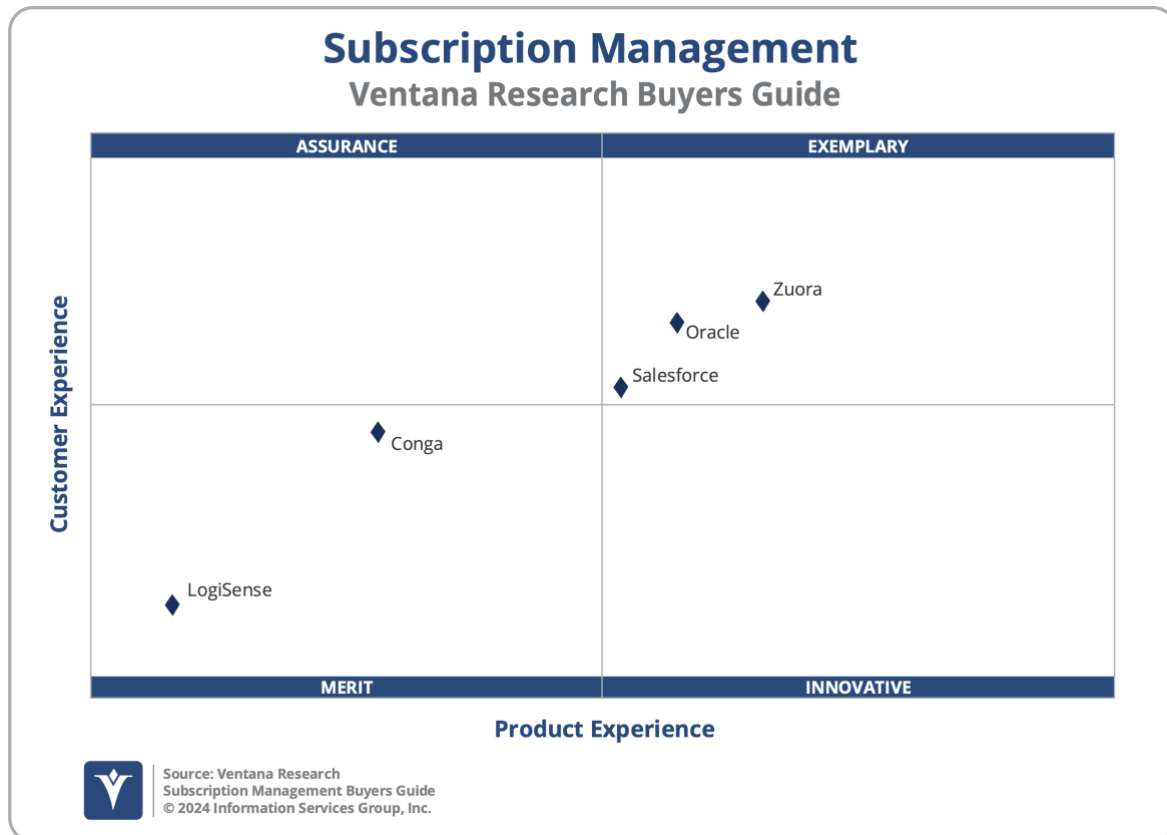 Subscription Management
Ventana Research Buyers Guide
ASSURANCE
EXEMPLARY
Zuora
Oracle
Salesforce
Customer Experience
Conga
LogiSense
MERIT
INNOVATIVE
Product Experience
Source: Ventana Research
Subscription Management Buyers Guide
© 2024 Information Services Group, Inc.